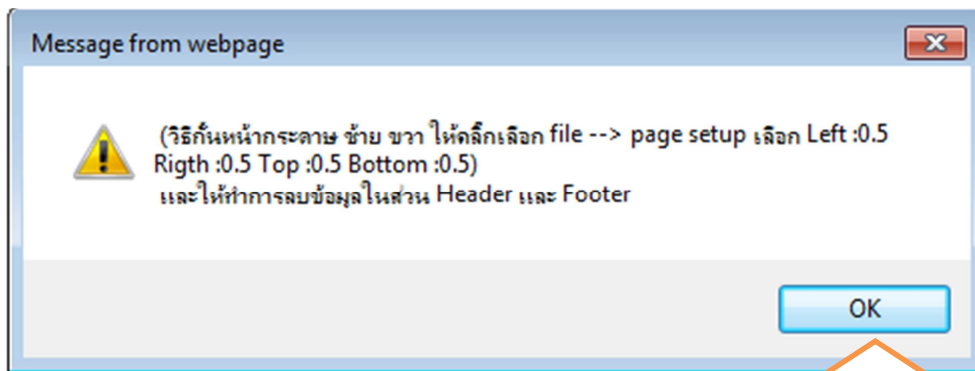 Message from webpage
(วิธีกั้นหน้ากระดาษ ซ้าย ขวา ให้คลิ๊กเลือก file --> page setup เลือก Left :0.5
Rigth :0.5 Top :0.5 Bottom :0.5)
และให้ทำการลบข้อมูลในส่วน Header และ Footer
OK